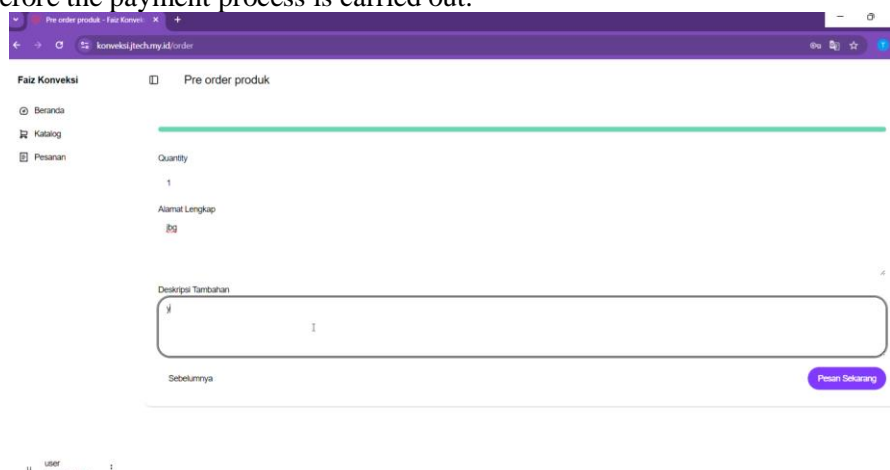 efore the payment process is carried out.
Pre order produk - Faiz Konvek
konveksi.jtech.my.id/order
Faiz Konveksi
Pre order produk
Beranda
Katalog
Pesanan
Quantity
1
Alamat Lengkap
jbg
Deskripsi Tambahan
y
Sebelumnya
Pesan Sekarang
user